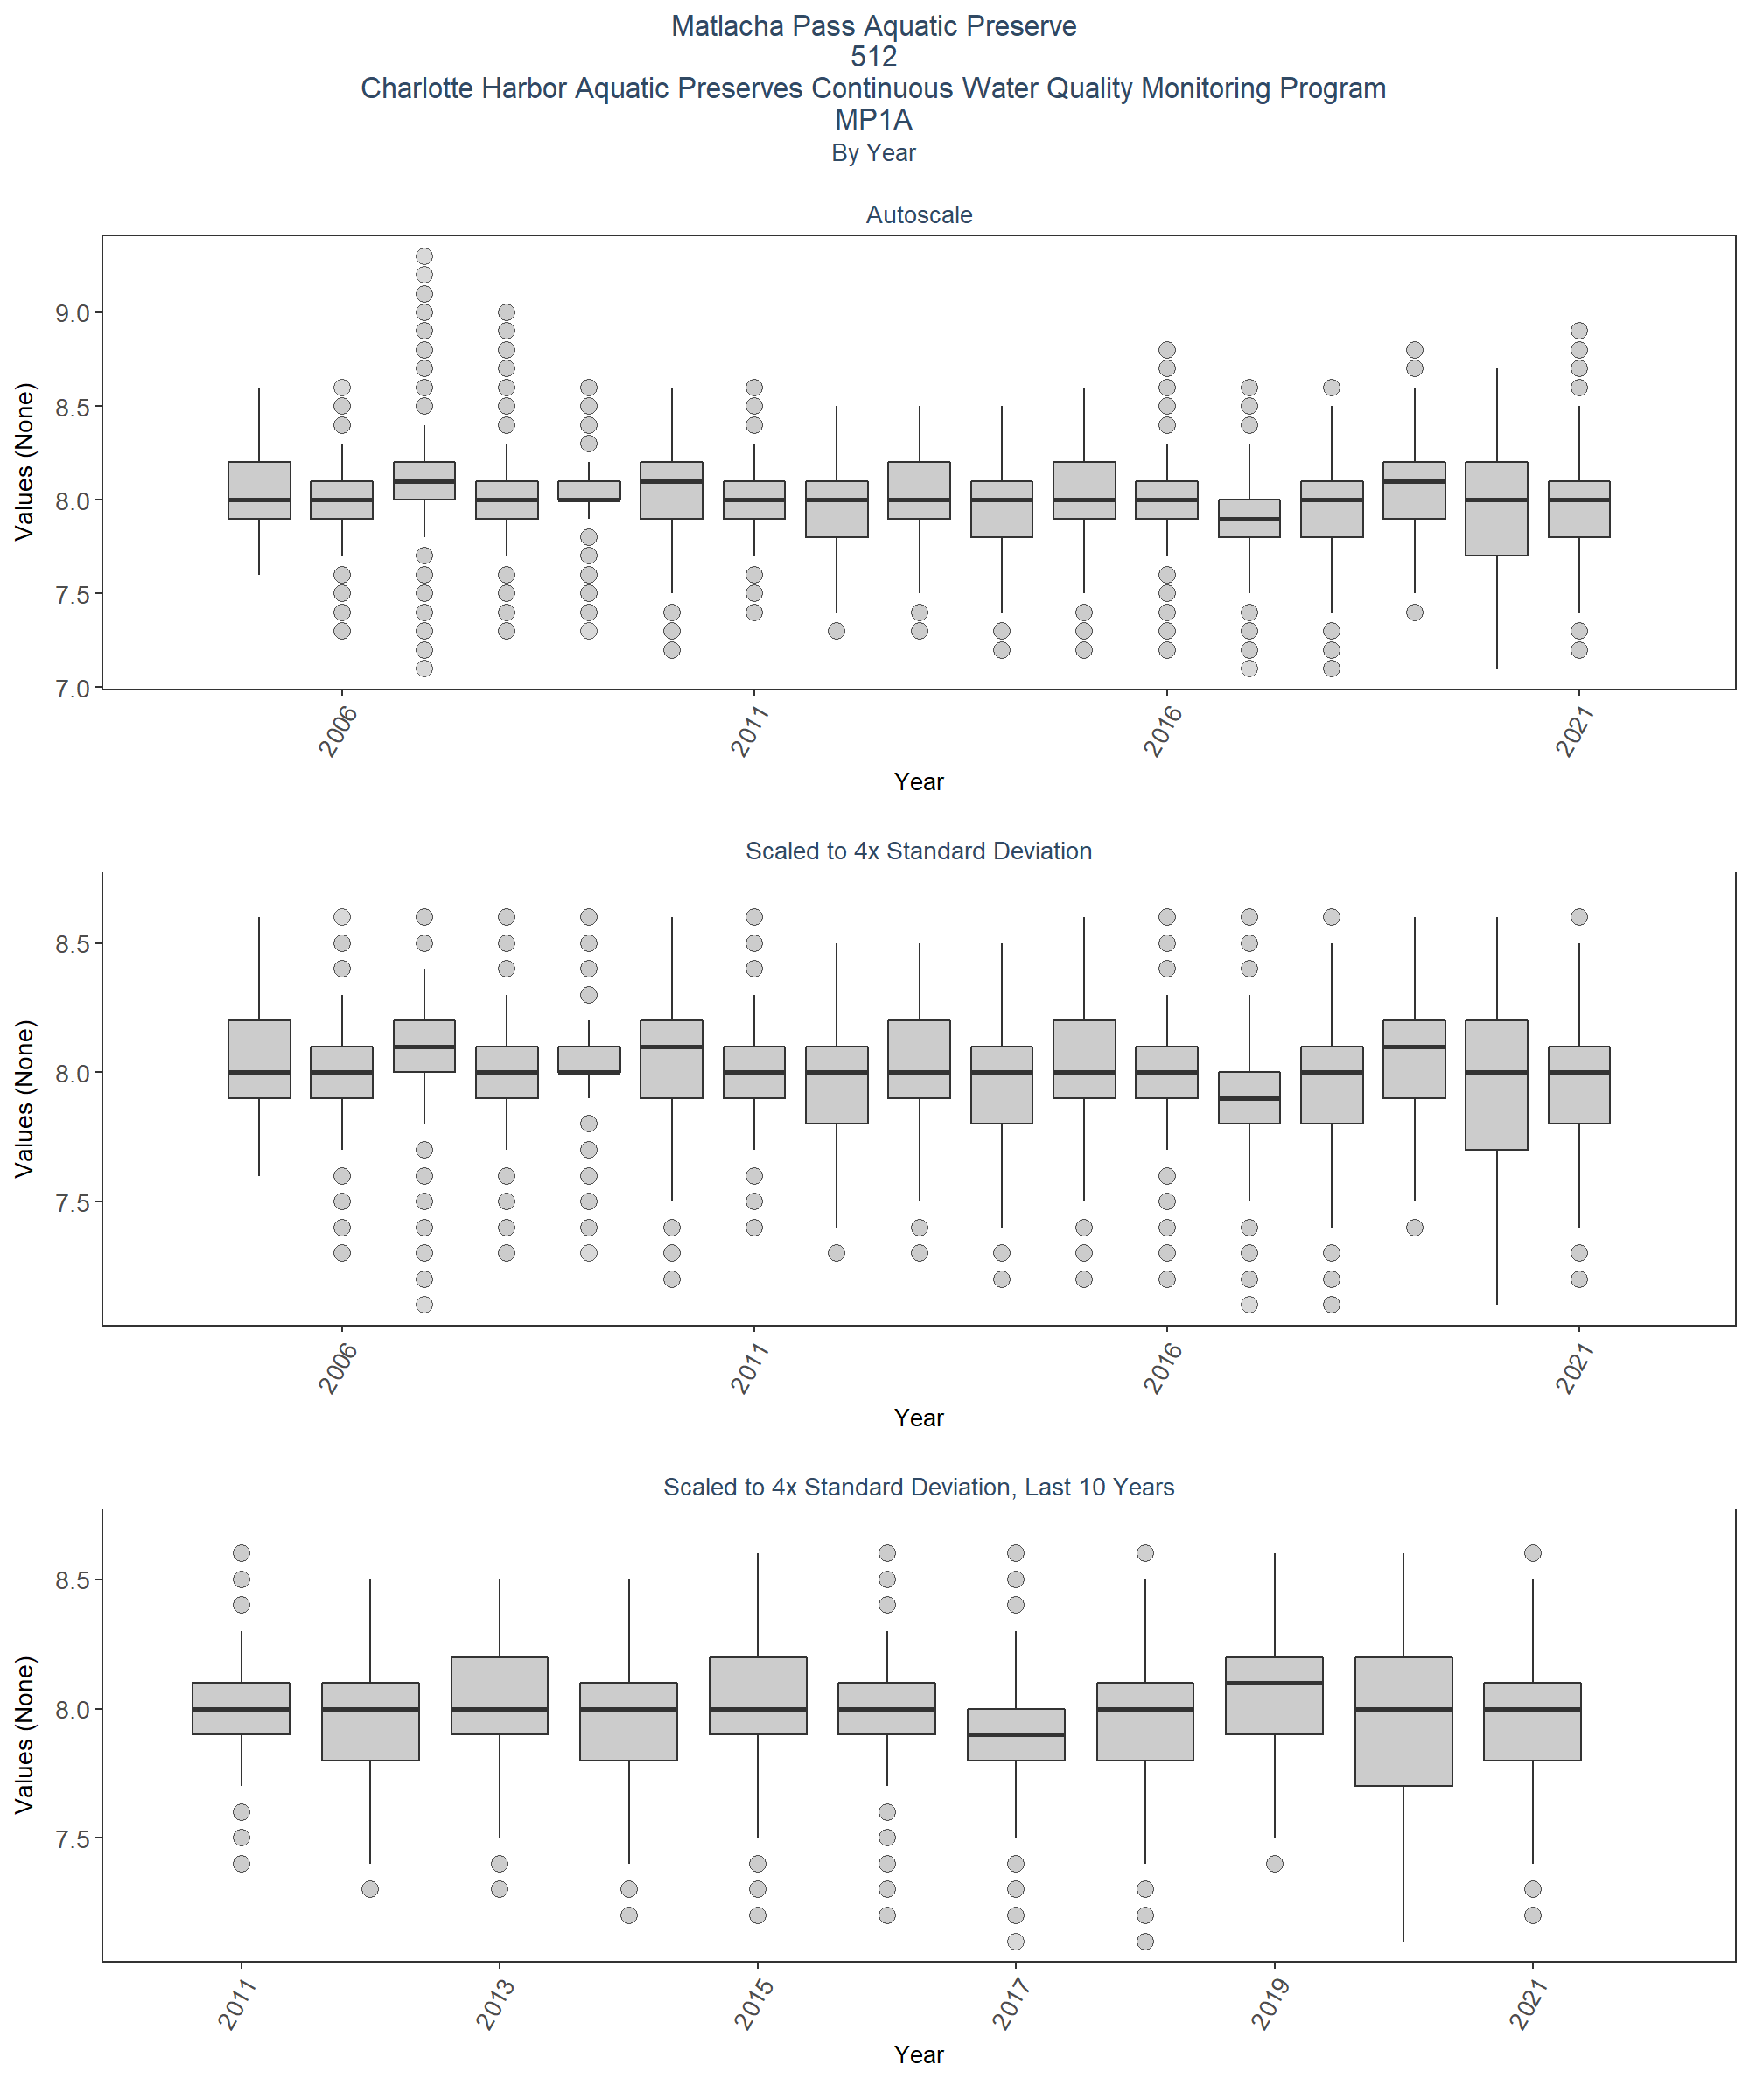 Matlacha Pass Aquatic Preserve
512
Charlotte Harbor Aquatic Preserves Continuous Water Quality Monitoring Program
MP1A
By Year
Autoscale
Values (None)
9.0
8.5
8.0
7.5
7.0
2006 2011 2016 2021
Year
Scaled to 4x Standard Deviation
Values (None)
8.5
8.0
7.5
2006 2011 2016 2021
Year
Scaled to 4x Standard Deviation, Last 10 Years
Values (None)
8.5
8.0
7.5
2011 2013 2015 2017 2019 2021
Year